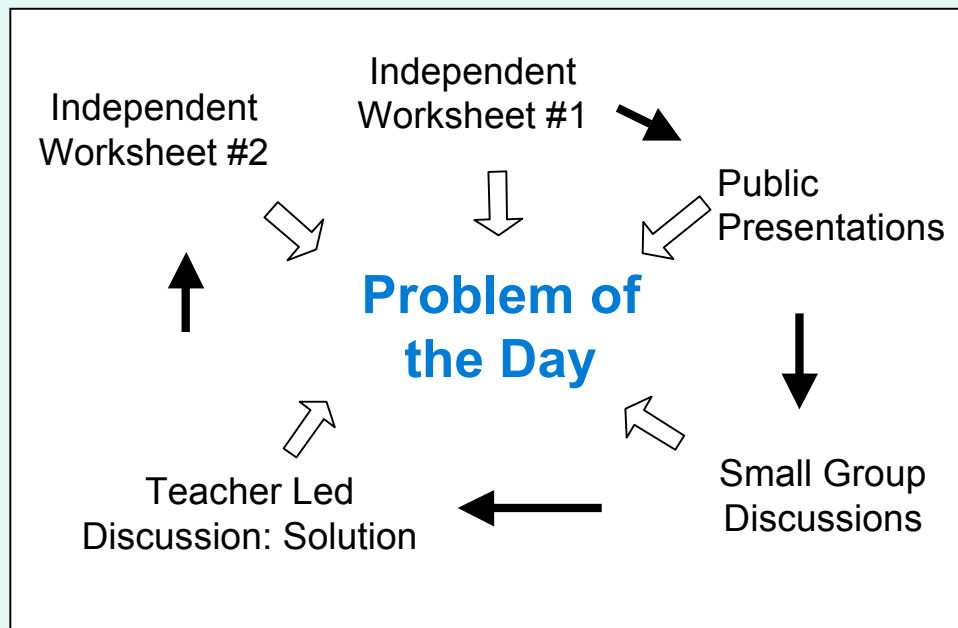 Independent
Worksheet #1
Independent
Worksheet #2
Public
Presentations
Problem of
the Day
Small Group
Discussions
Teacher Led
Discussion: Solution